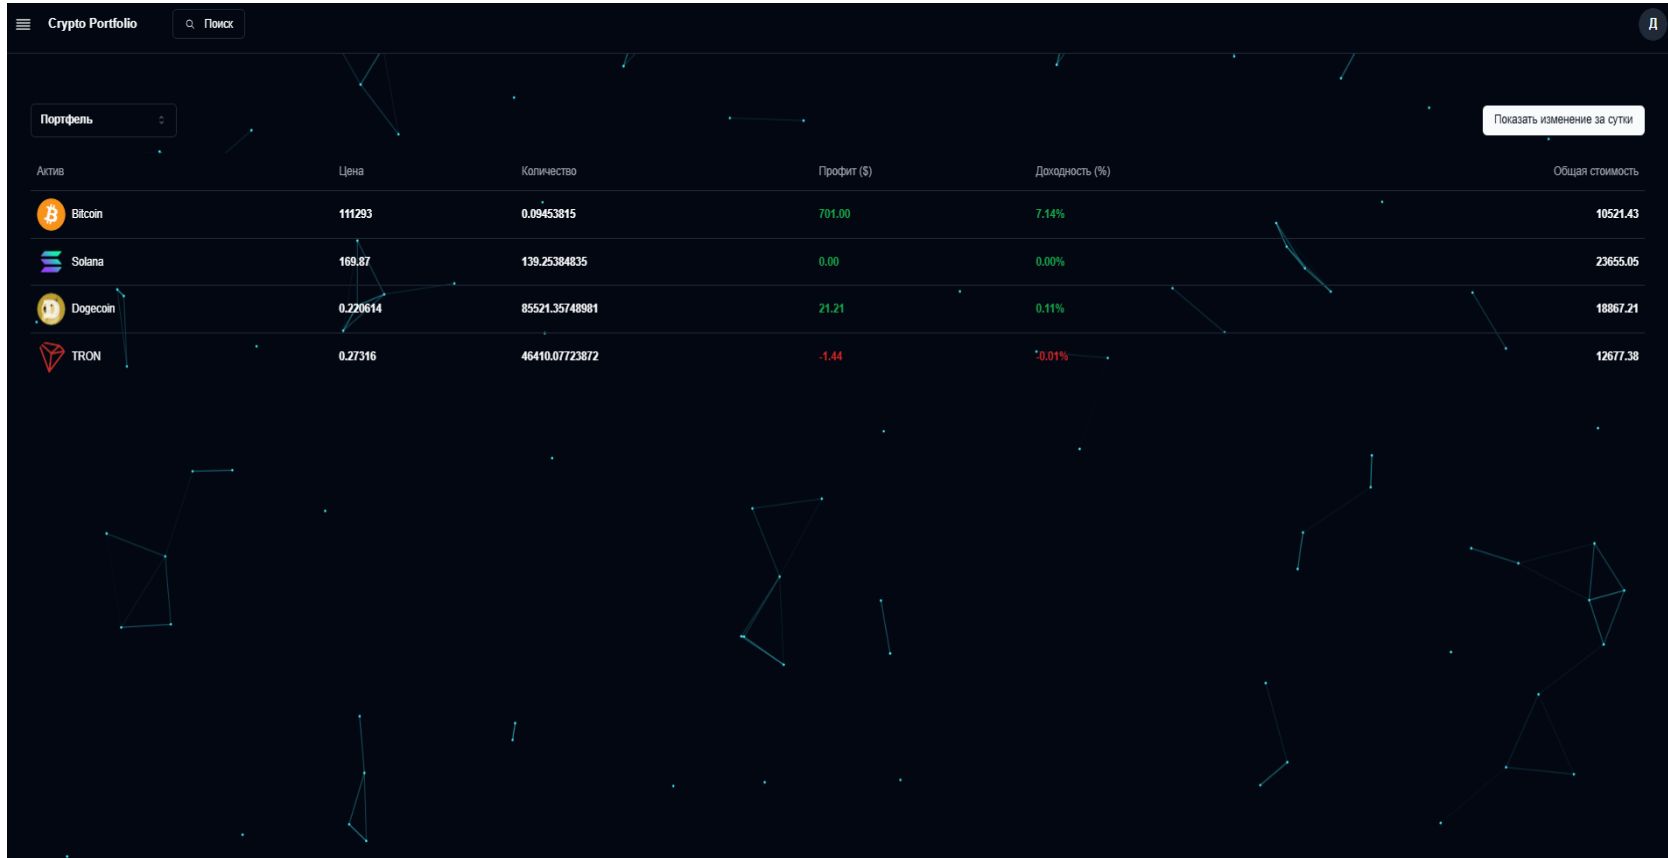 Crypto Portfolio Поиск Д
Портфель Показать изменение за сутки
Актив Цена Количество Профит ($) Доходность (%) Общая стоимость
Bitcoin 111293 0.09453815 701.00 7.14% 10521.43
Solana 169.87 139.25384835 0.00 0.00% 23655.05
Dogecoin 0.220614 85521.35748981 21.21 0.11% 18867.21
TRON 0.27316 46410.07723872 -1.44 -0.01% 12677.38